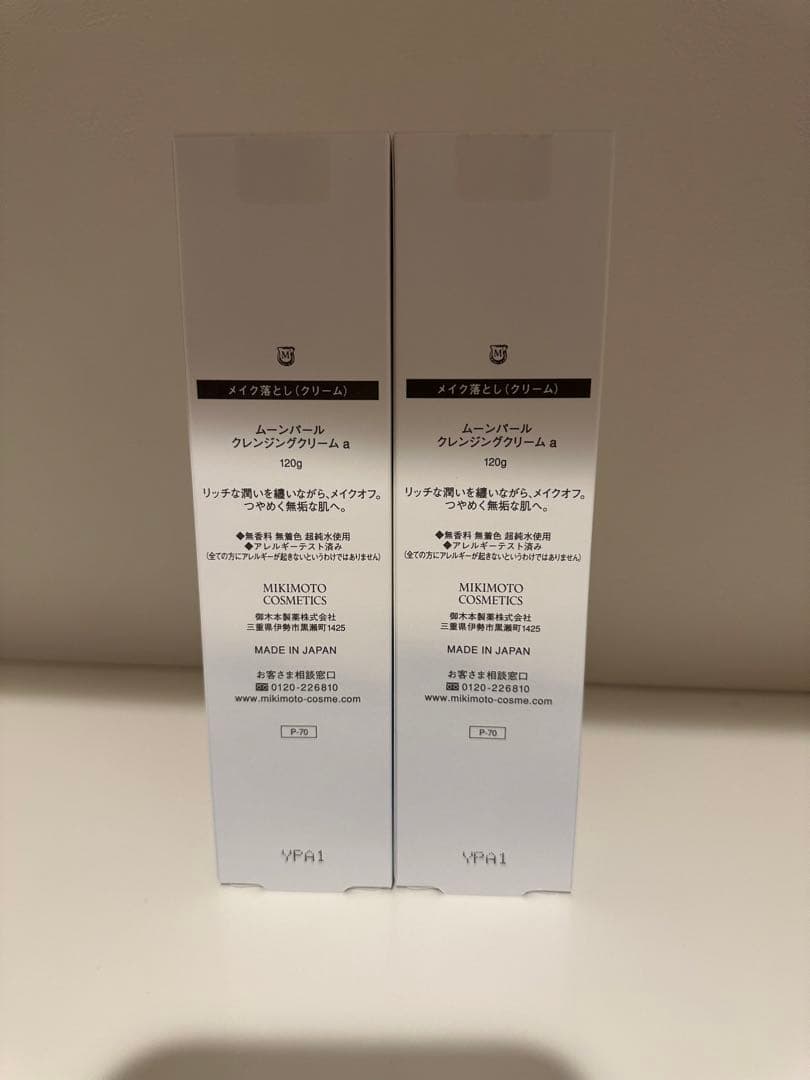 M
メイク落とし(クリーム)
ムーンパール
クレンジングクリーム a
120g
リッチな潤いを纏いながら、メイクオフ。
つやめく無垢な肌へ。
◆無香料 無着色 超純水使用
◆アレルギーテスト済み
(全ての方にアレルギーが起きないというわけではありません)
MIKIMOTO
COSMETICS
御木本製薬株式会社
三重県伊勢市黒瀬町1425
MADE IN JAPAN
お客さま相談窓口
0120-226810
www.mikimoto-cosme.com
P-70
YPA1
M
メイク落とし(クリーム)
ムーンパール
クレンジングクリーム a
120g
リッチな潤いを纏いながら、メイクオフ。
つやめく無垢な肌へ。
◆無香料 無着色 超純水使用
◆アレルギーテスト済み
(全ての方にアレルギーが起きないというわけではありません)
MIKIMOTO
COSMETICS
御木本製薬株式会社
三重県伊勢市黒瀬町1425
MADE IN JAPAN
お客さま相談窓口
0120-226810
www.mikimoto-cosme.com
P-70
YPA1